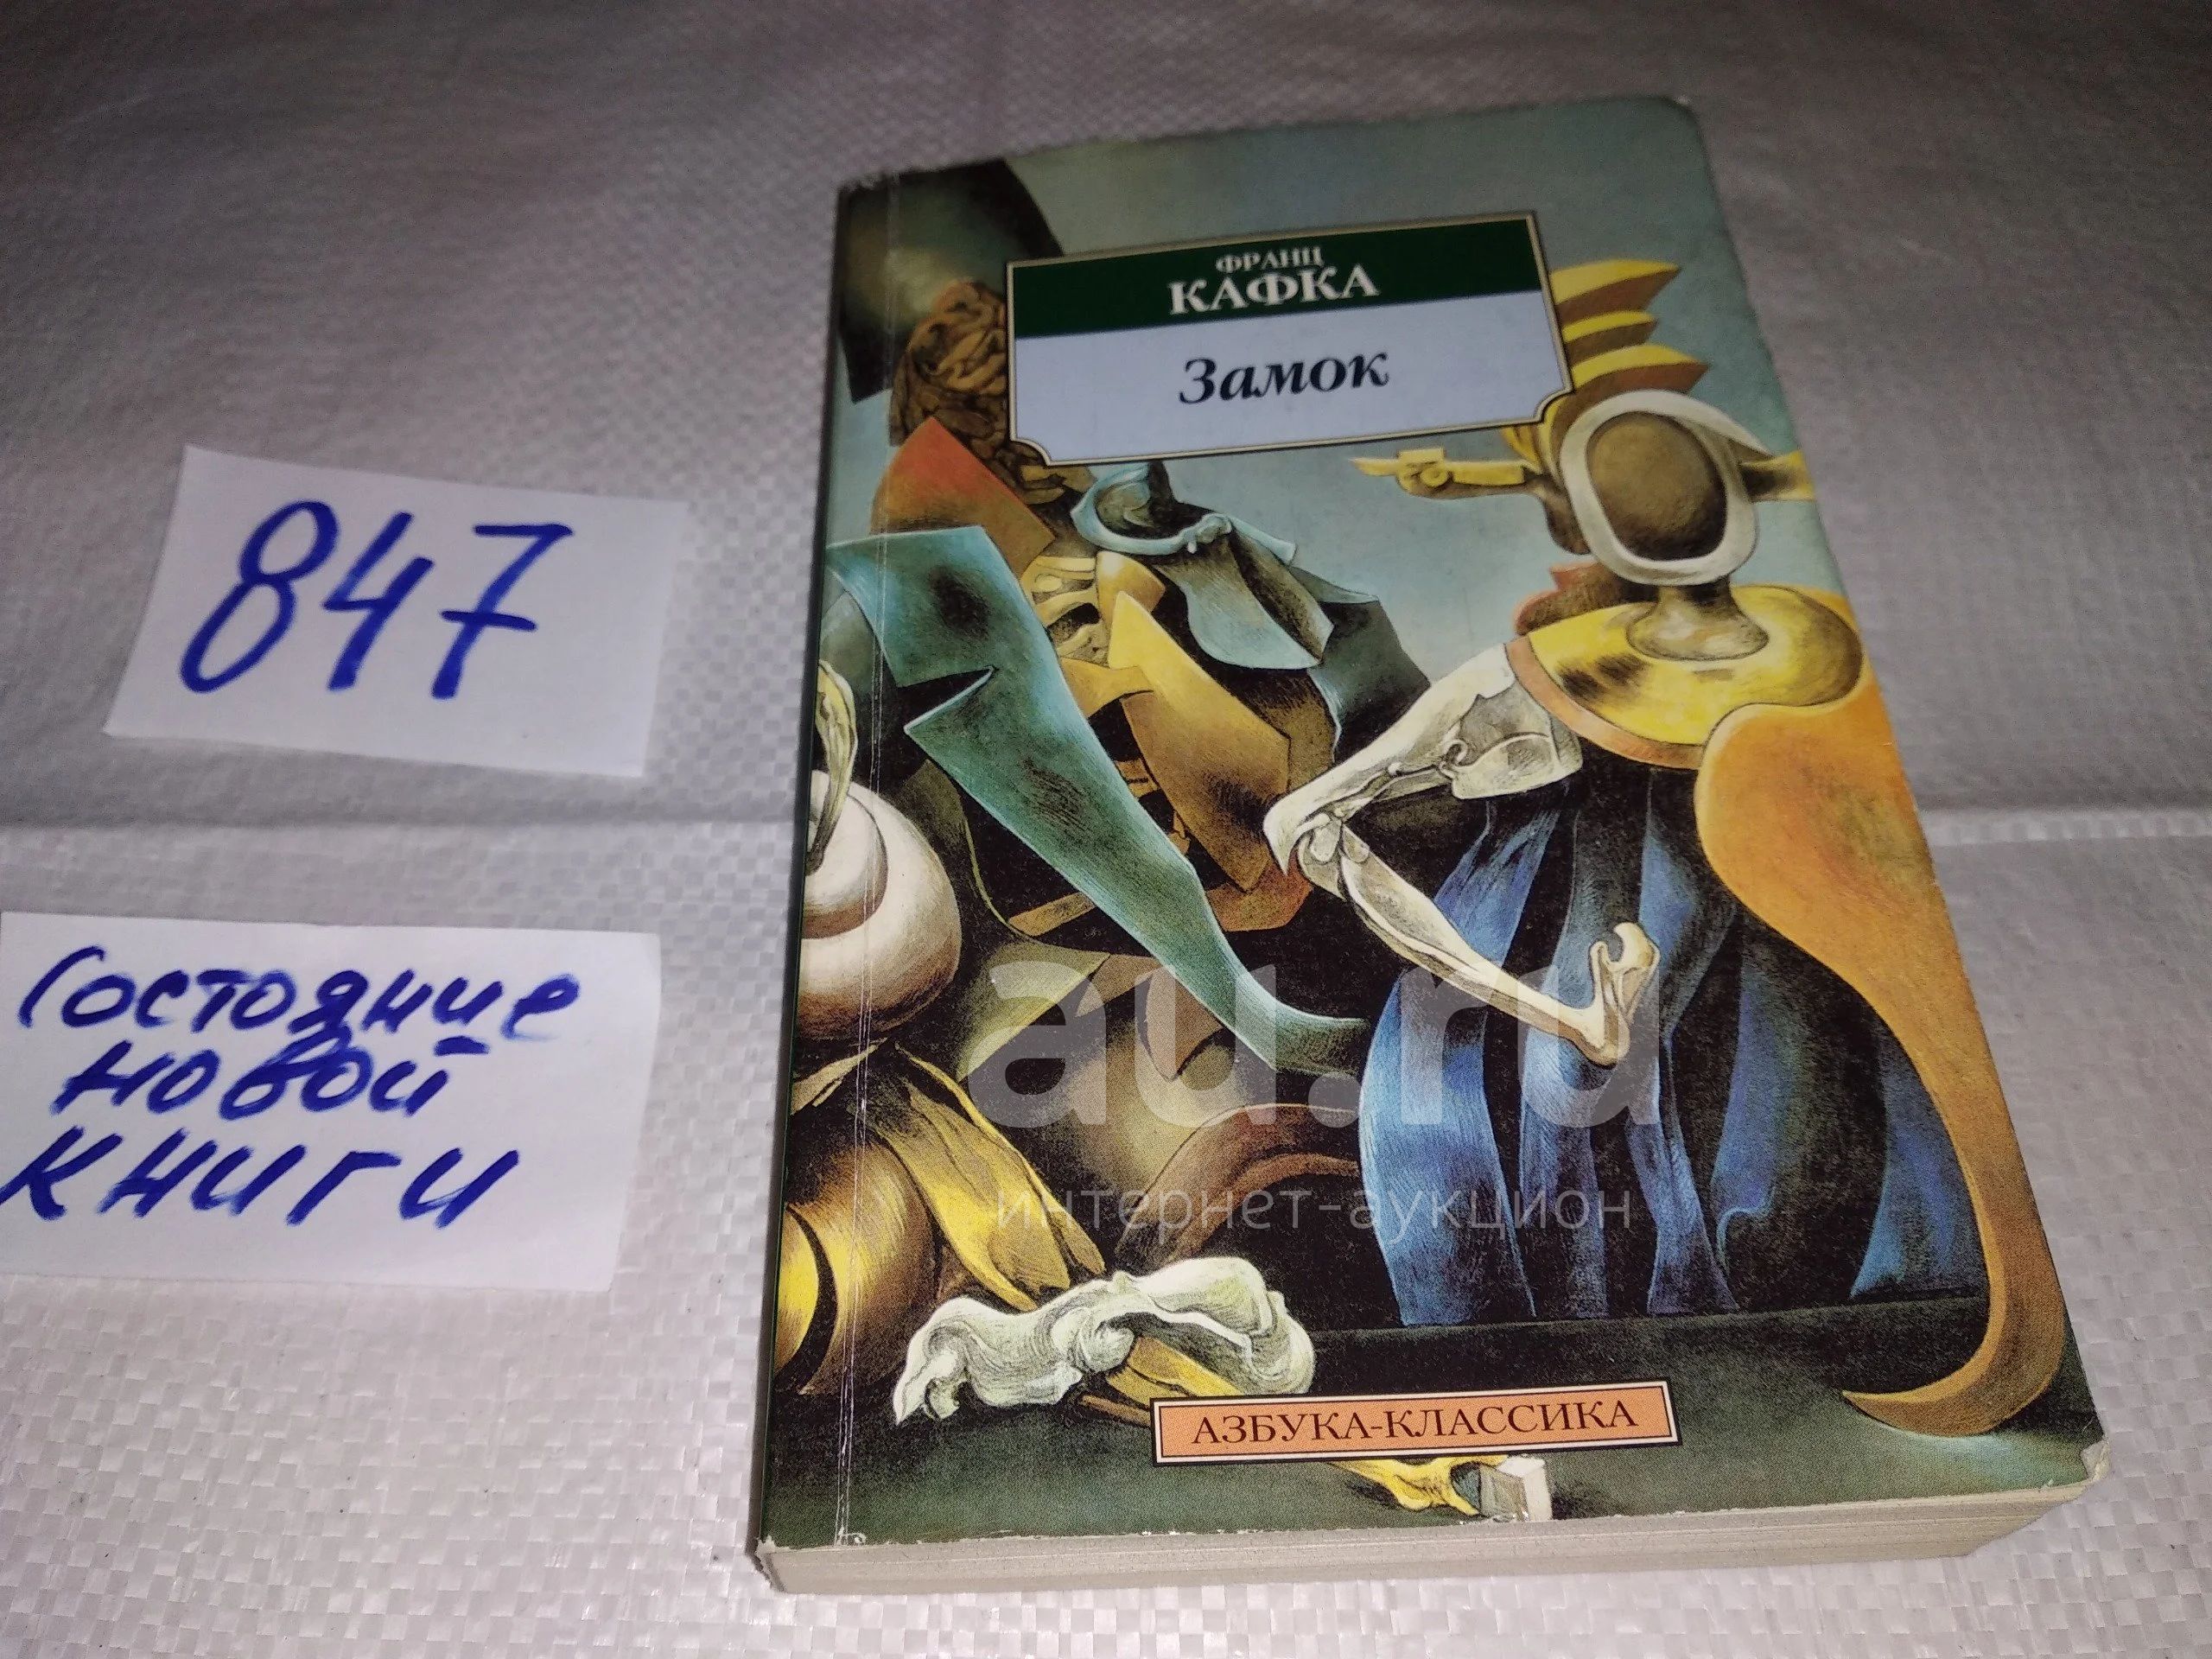 ФРАНЦ
КАФКА
Замок
847
Состояние
новой
книги
au.ru
интернет-аукцион
АЗБУКА-КЛАССИКА